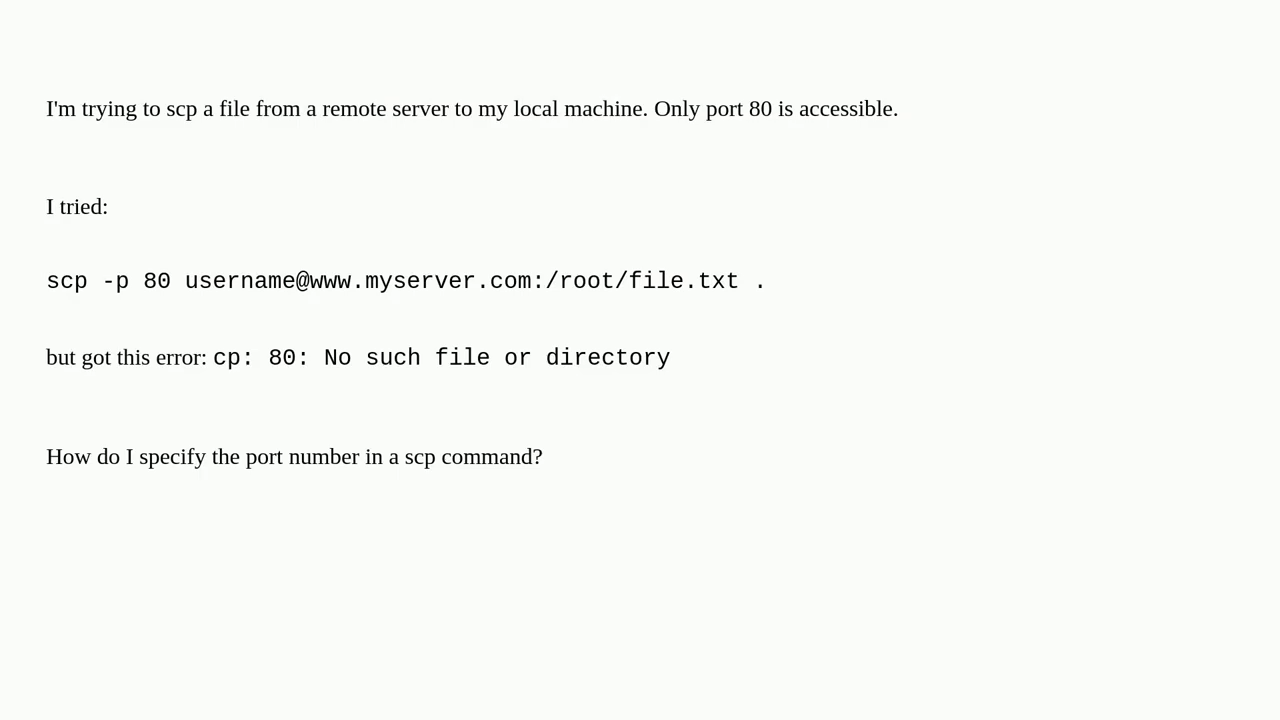 I'm trying to scp a file from a remote server to my local machine. Only port 80 is accessible.
I tried:
scp -p 80 username@www.myserver.com:/root/file.txt .
but got this error: cp: 80: No such file or directory
How do I specify the port number in a scp command?